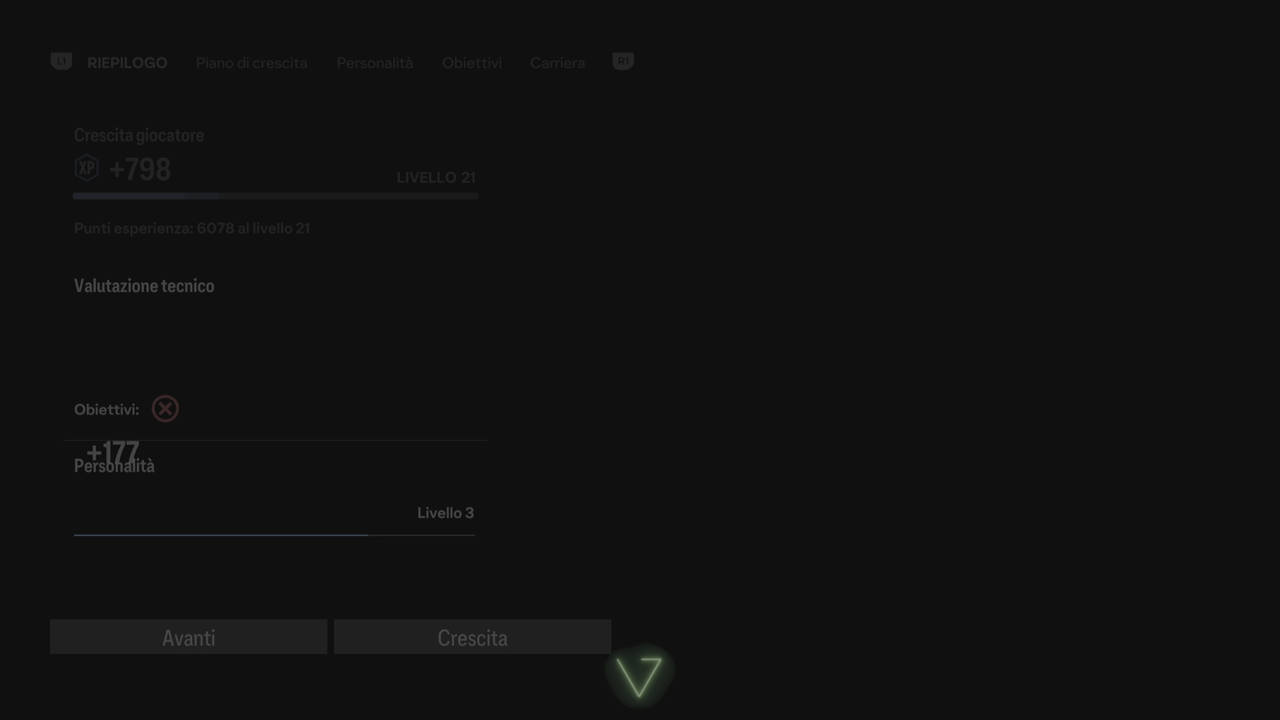 L1 RIEPILOGO Piano di crescita Personalità Obiettivi Carriera R1
Crescita giocatore
XP +798
LIVELLO 21
Punti esperienza: 6078 al livello 21
Valutazione tecnico
Obiettivi:
+177
Personalità
Livello 3
Avanti Crescita